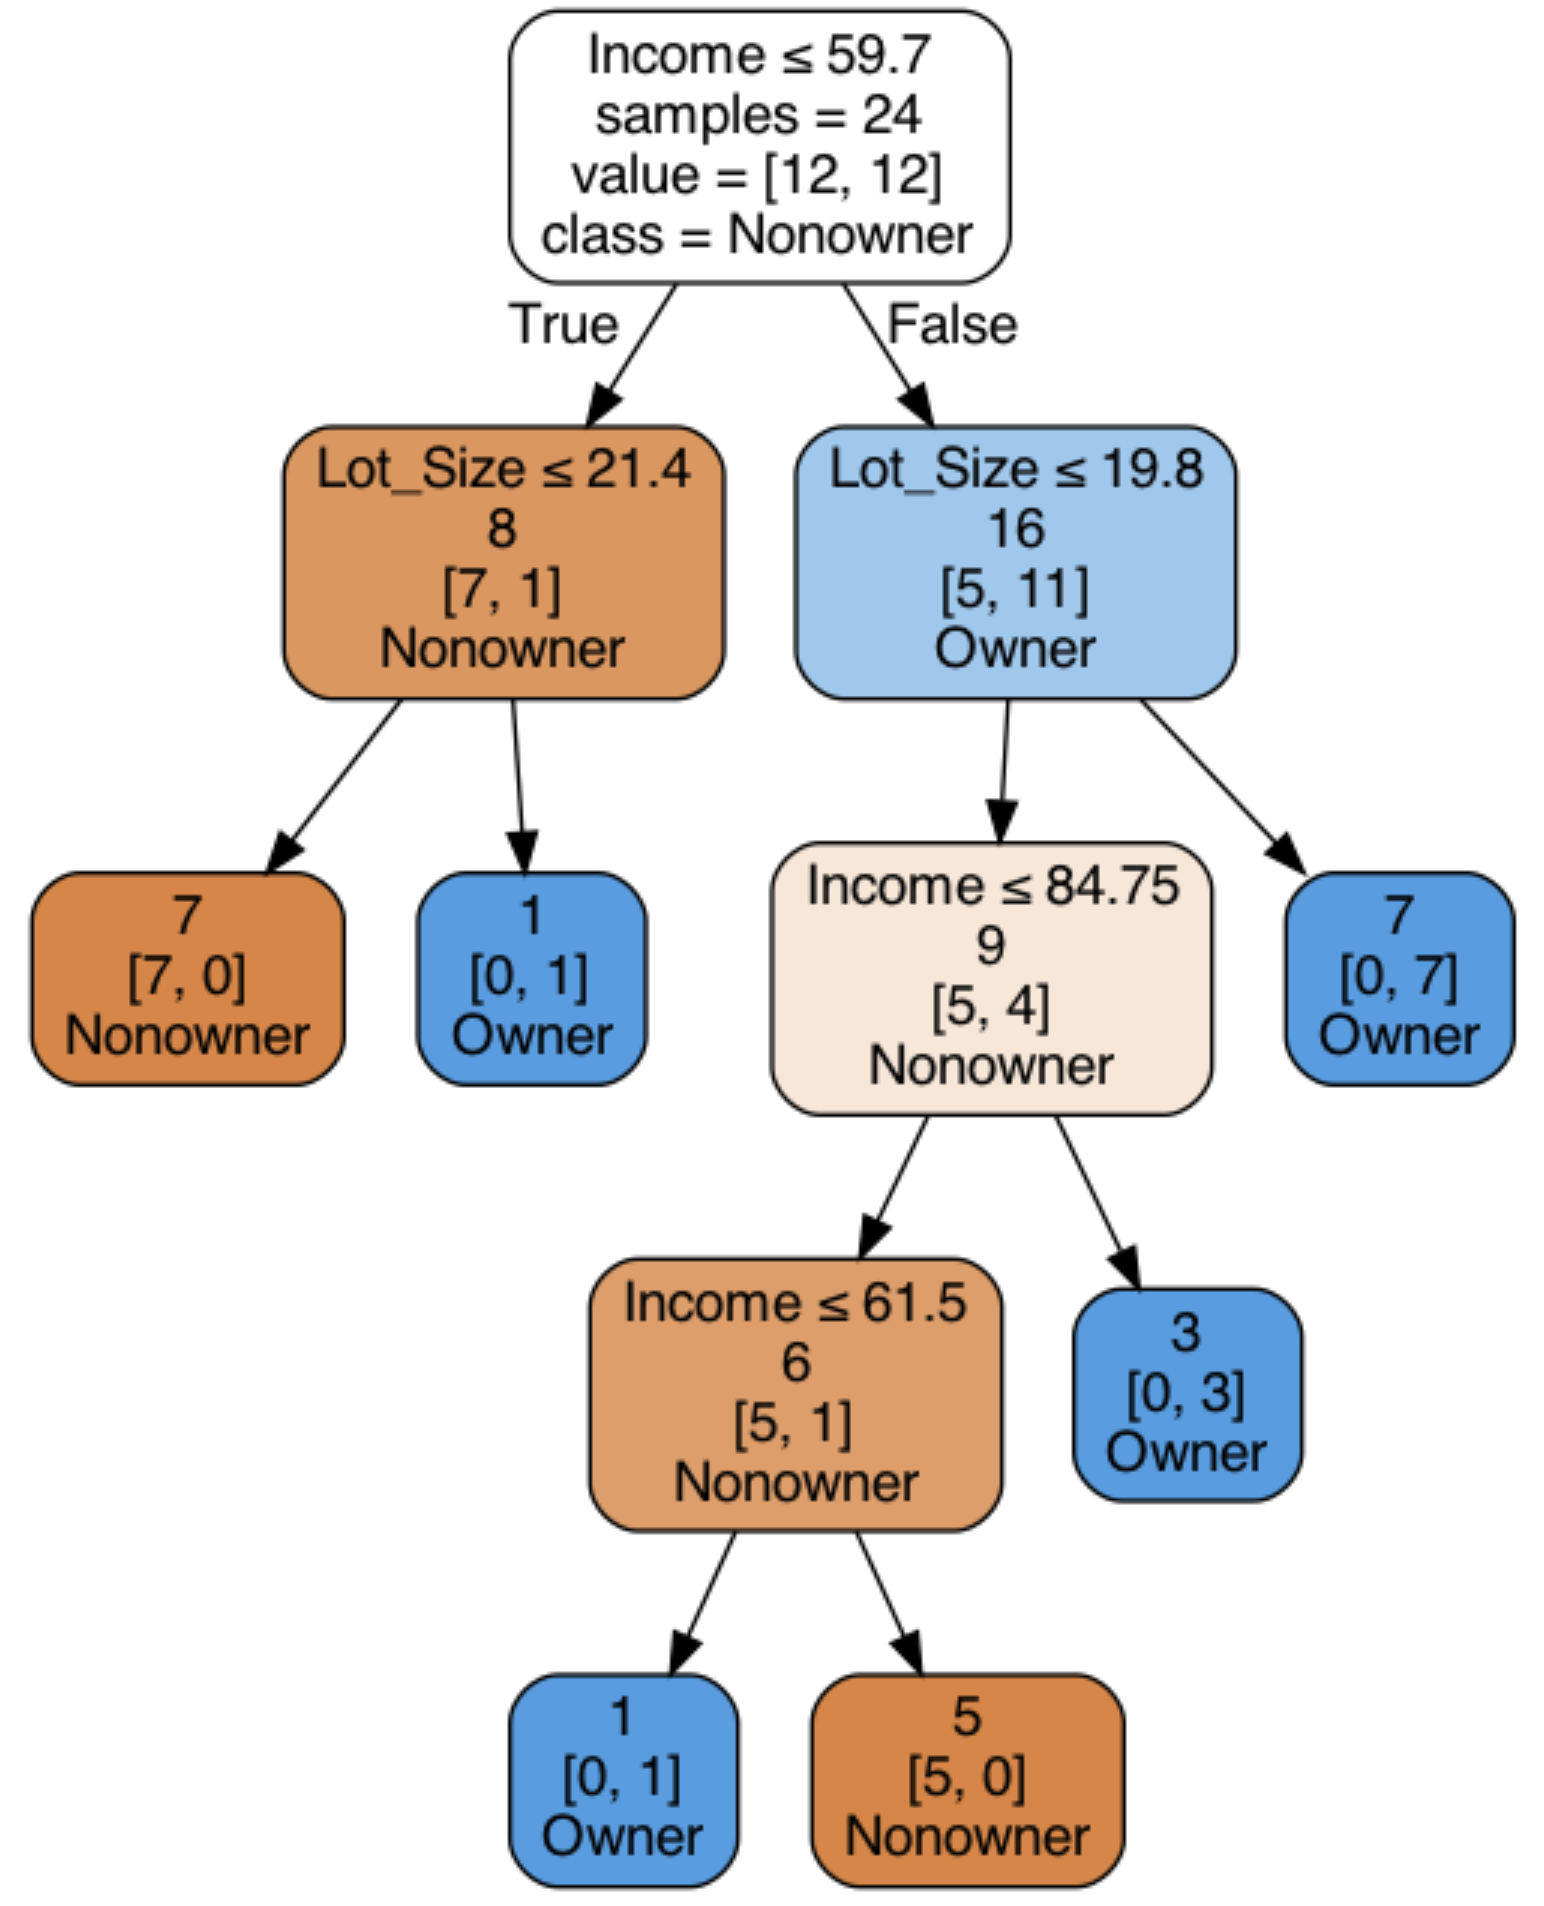 Income ≤ 59.7
samples = 24
value = [12, 12]
class = Nonowner
True
False
Lot_Size ≤ 21.4
8
[7, 1]
Nonowner
Lot_Size ≤ 19.8
16
[5, 11]
Owner
7
[7, 0]
Nonowner
1
[0, 1]
Owner
Income ≤ 84.75
9
[5, 4]
Nonowner
7
[0, 7]
Owner
Income ≤ 61.5
6
[5, 1]
Nonowner
3
[0, 3]
Owner
1
[0, 1]
Owner
5
[5, 0]
Nonowner